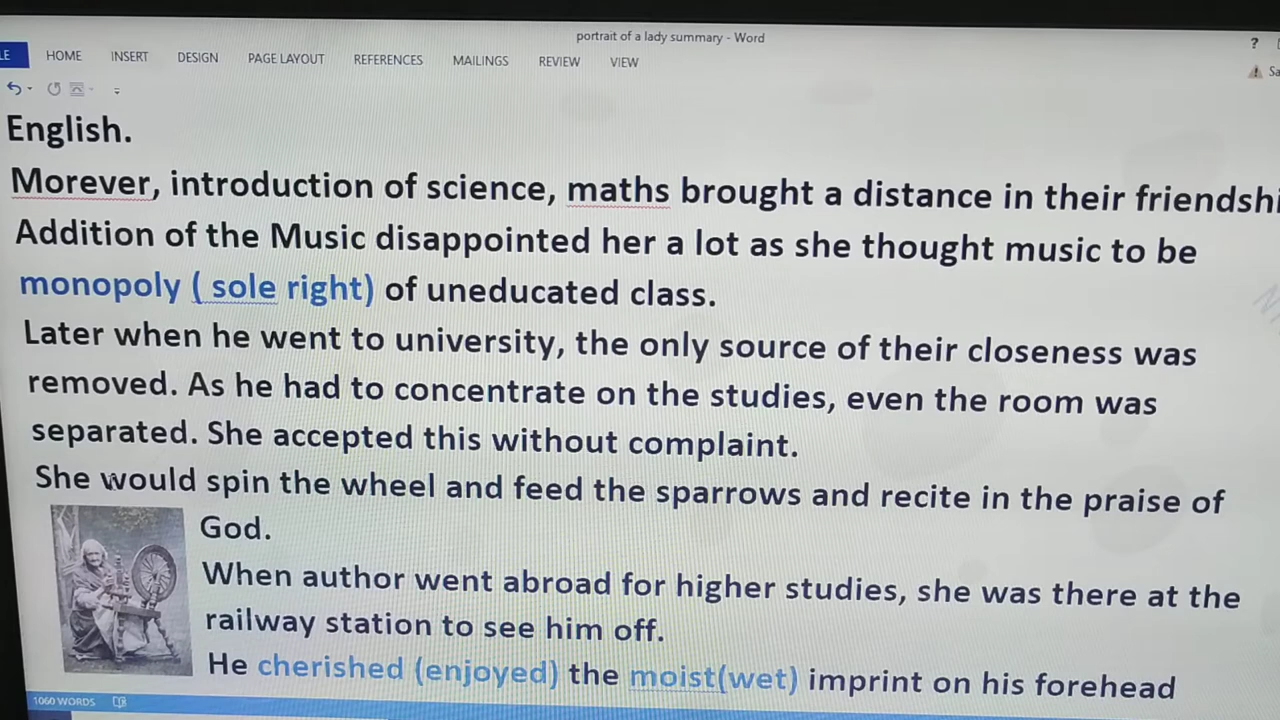 portrait of a lady summary - Word
?
LE HOME INSERT DESIGN PAGE LAYOUT REFERENCES MAILINGS REVIEW VIEW
Sa
English.
Morever, introduction of science, maths brought a distance in their friendshi
Addition of the Music disappointed her a lot as she thought music to be
monopoly ( sole right) of uneducated class.
Later when he went to university, the only source of their closeness was
removed. As he had to concentrate on the studies, even the room was
separated. She accepted this without complaint.
She would spin the wheel and feed the sparrows and recite in the praise of
God.
When author went abroad for higher studies, she was there at the
railway station to see him off.
He cherished (enjoyed) the moist(wet) imprint on his forehead
1060 WORDS